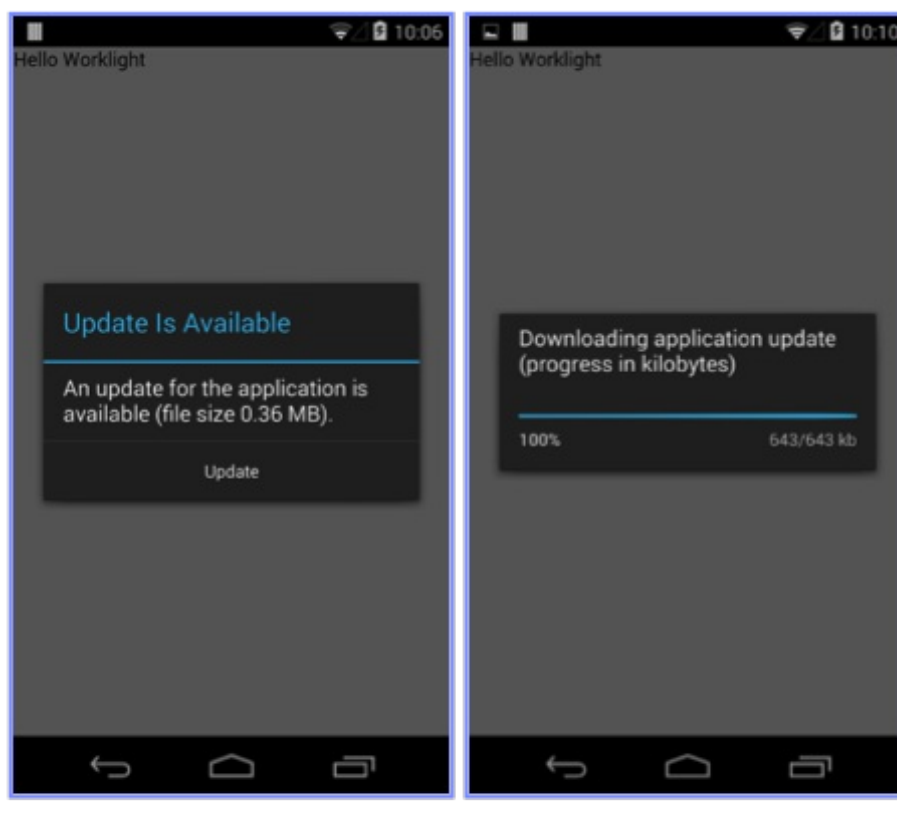 10:06
Hello Worklight
Update Is Available
An update for the application is
available (file size 0.36 MB).
Update
10:10
Hello Worklight
Downloading application update
(progress in kilobytes)
100% 643/643 kb